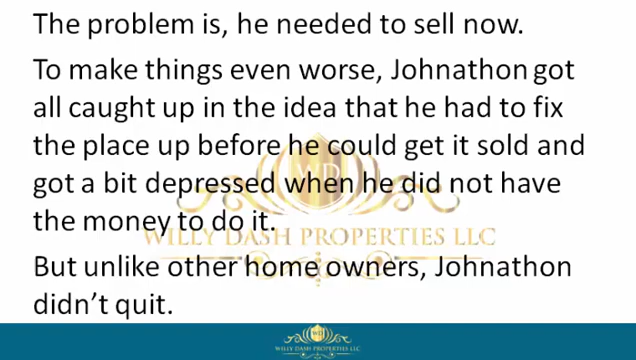 The problem is, he needed to sell now.
To make things even worse, Johnathon got
all caught up in the idea that he had to fix
the place up before he could get it sold and
got a bit depressed when he did not have
the money to do it.
WILLY DASH PROPERTIES LLC
But unlike other home owners, Johnathon
didn't quit.
WILLY DASH PROPERTIES LLC